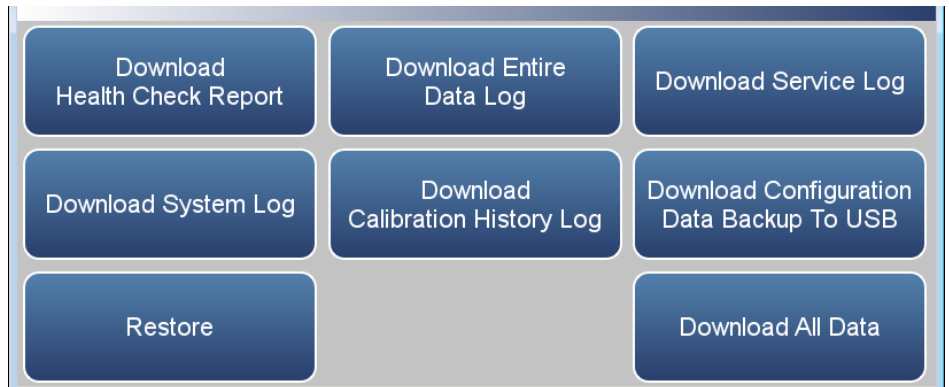 Download
Health Check Report
Download Entire
Data Log
Download Service Log
Download System Log
Download
Calibration History Log
Download Configuration
Data Backup To USB
Restore
Download All Data